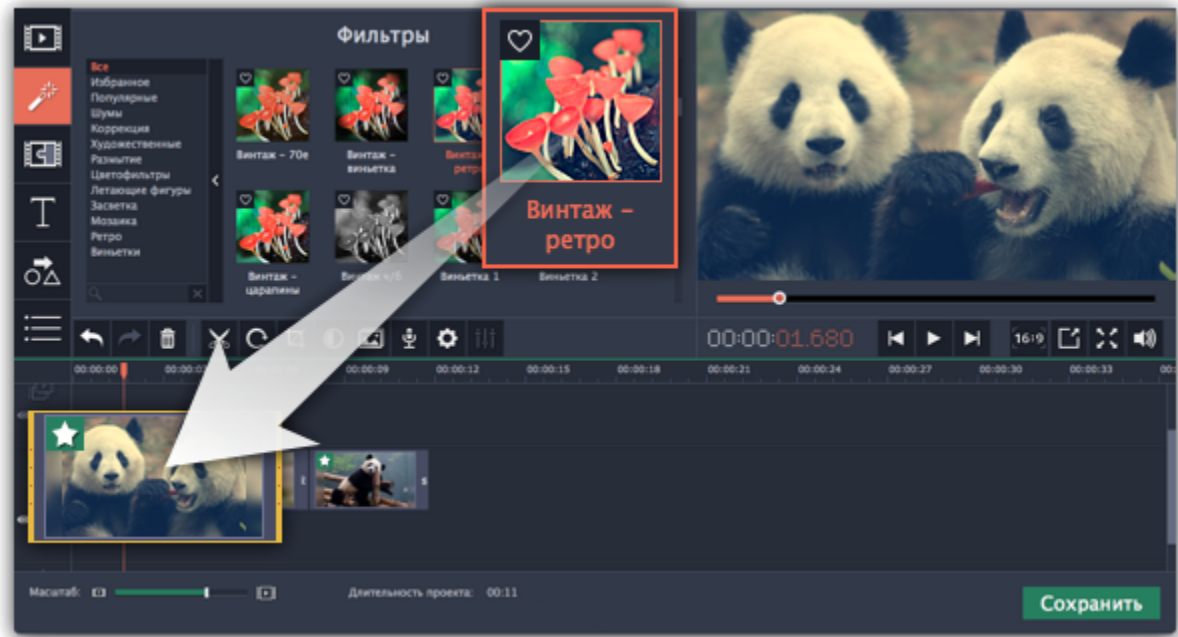 Фильтры
Все
Избранное
Популярные
Шумы
Коррекция
Художественные
Размытие
Цветофильтры
Летающие фигуры
Засветка
Мозаика
Ретро
Виньетки
Винтаж – 70е
Винтаж –
виньетка
Винтаж –
ретро
Винтаж –
царапины
Винтаж ч/б
Виньетка 1
Виньетка 2
T
00:00:01.680
16:9
00:00:00
00:00:09
00:00:12
00:00:15
00:00:18
00:00:21
00:00:24
00:00:27
00:00:30
00:00:33
Масштаб:
Длительность проекта: 00:11
Сохранить